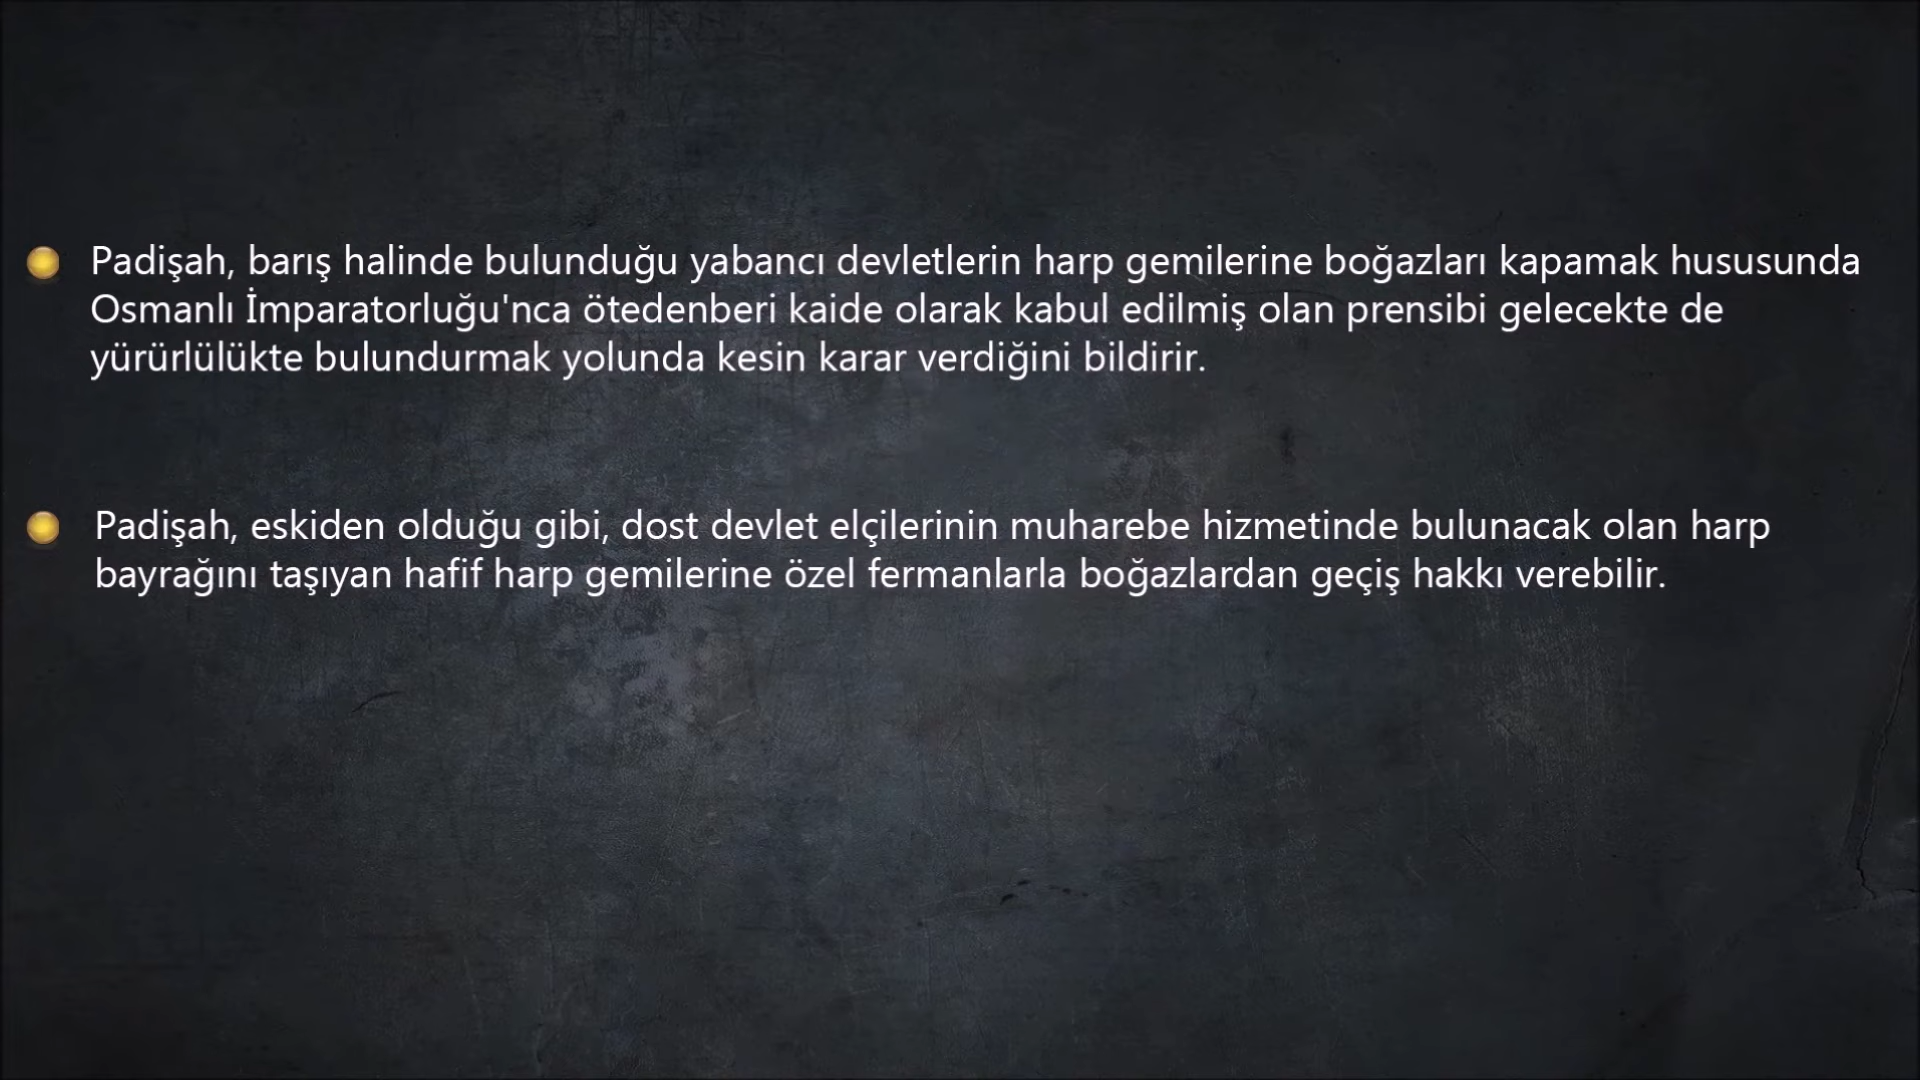 Padişah, barış halinde bulunduğu yabancı devletlerin harp gemilerine boğazları kapamak hususunda
Osmanlı İmparatorluğu'nca ötedenberi kaide olarak kabul edilmiş olan prensibi gelecekte de
yürürlülükte bulundurmak yolunda kesin karar verdiğini bildirir.
Padişah, eskiden olduğu gibi, dost devlet elçilerinin muharebe hizmetinde bulunacak olan harp
bayrağını taşıyan hafif harp gemilerine özel fermanlarla boğazlardan geçiş hakkı verebilir.